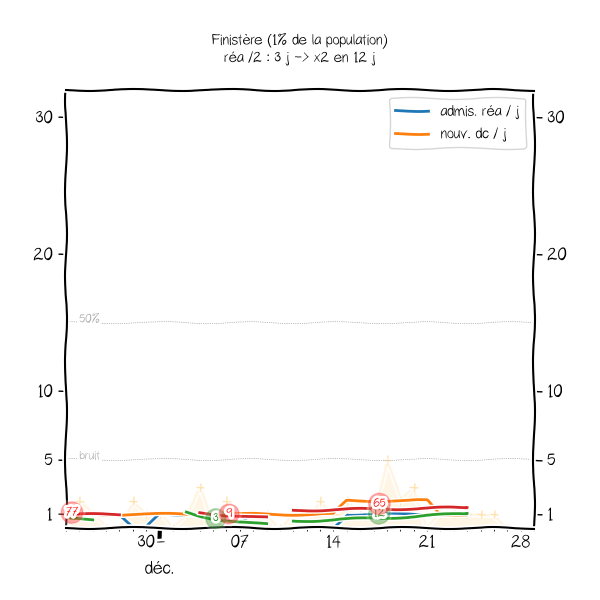 Finistère (1% de la population)
réa /2 : 3 j -> x2 en 12 j
admis. réa / j
nouv. dc / j
30 30
20 20
50%
10 10
bruit
5 5
65
77 3 9 12
1 1
30 07 14 21 28
déc.